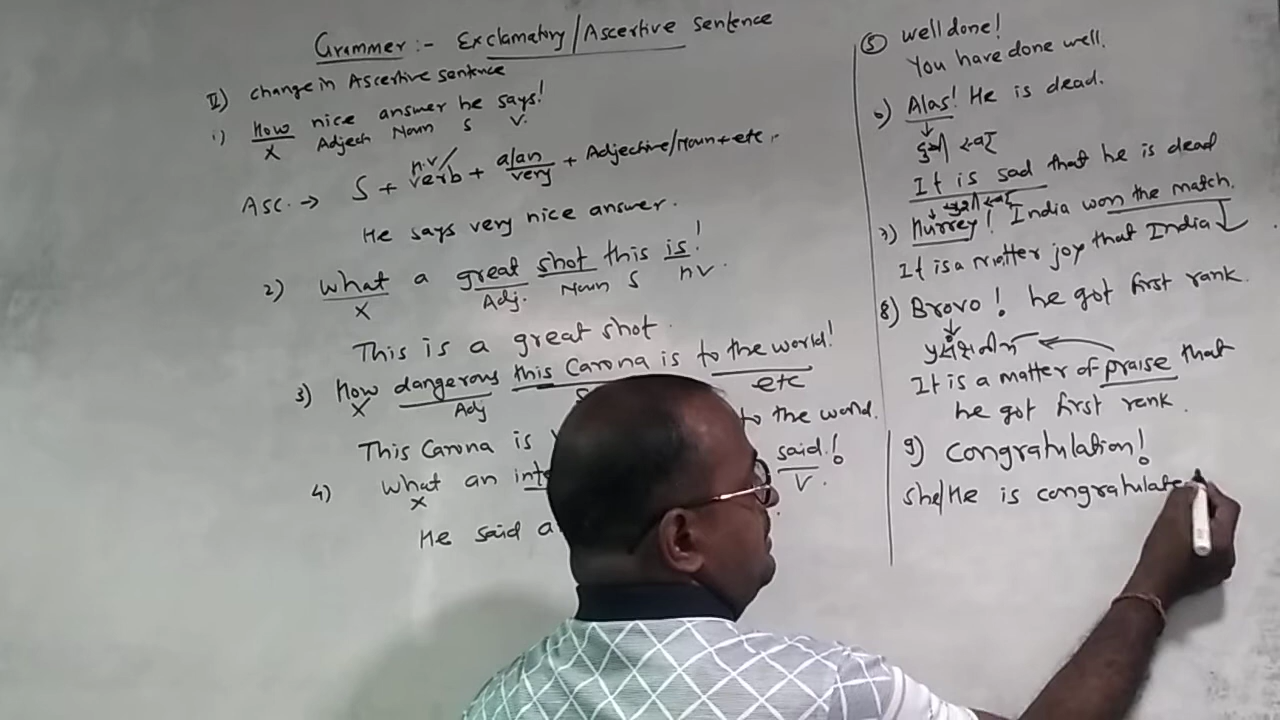 Grammer :- Exclamatory/Ascertive sentence
II) change in Ascertive sentence
1) How nice answer he says!
X Adjech Noun S V.
n.v/
Asc. → S + verb + a/an/very + Adjective/Noun + etc.
He says very nice answer.
2) What a great shot this is!
X Adj. Noun S nv
This is a great shot.
3) How dangerous this Carona is to the world!
X Adj etc
This Carona is to the world.
4) What an said!
X V.
He said a
5) well done!
You have done well.
6) Alas! He is dead.
It is sad that he is dead
7) Hurrey! India won the match.
It is a matter joy that India
8) Brovo! he got first rank.
It is a matter of praise that
he got first rank.
9) Congratulation!
She/He is congratulate